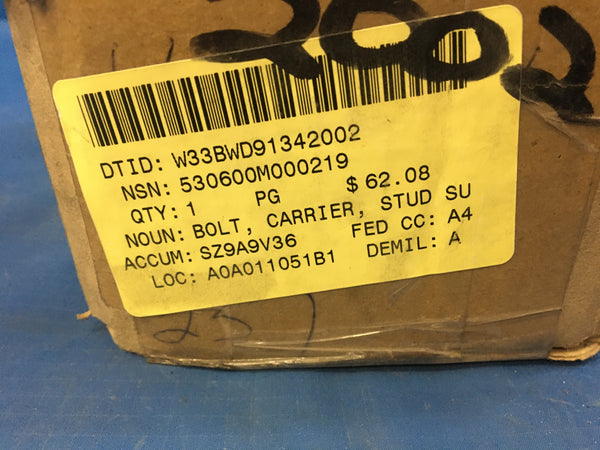 2002
DTID: W33BWD91342002
NSN: 530600M000219
QTY: 1 PG $ 62.08
NOUN: BOLT, CARRIER, STUD SU
ACCUM: SZ9A9V36 FED CC: A4
LOC: A0A011051B1 DEMIL: A